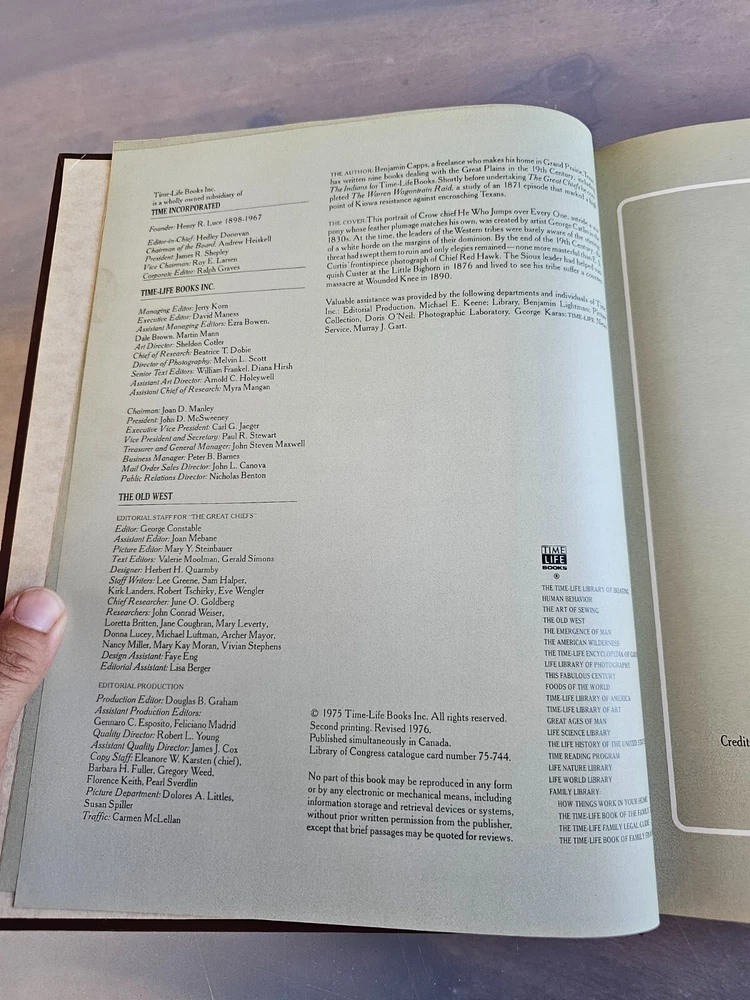 Time-Life Books Inc.
is a wholly owned subsidiary of
TIME INCORPORATED
Founder: Henry R. Luce 1898-1967
Editor-in-Chief: Hedley Donovan
Chairman of the Board: Andrew Heiskell
President: James R. Shepley
Vice Chairman: Roy E. Larsen
Corporate Editor: Ralph Graves
TIME-LIFE BOOKS INC.
Managing Editor: Jerry Korn
Executive Editor: David Maness
Assistant Managing Editors: Ezra Bowen,
Dale Brown, Martin Mann
Art Director: Sheldon Cotler
Chief of Research: Beatrice T. Dobie
Director of Photography: Melvin L. Scott
Senior Text Editors: William Frankel, Diana Hirsh
Assistant Art Director: Arnold C. Holeywell
Assistant Chief of Research: Myra Mangan
Chairman: Joan D. Manley
President: John D. McSweeney
Executive Vice President: Carl G. Jaeger
Vice President and Secretary: Paul R. Stewart
Treasurer and General Manager: John Steven Maxwell
Business Manager: Peter B. Barnes
Mail Order Sales Director: John L. Canova
Public Relations Director: Nicholas Benton
THE OLD WEST
EDITORIAL STAFF FOR "THE GREAT CHIEFS"
Editor: George Constable
Assistant Editor: Joan Mebane
Picture Editor: Mary Y. Steinbauer
Text Editors: Valerie Moolman, Gerald Simons
Designer: Herbert H. Quarmby
Staff Writers: Lee Greene, Sam Halper,
Kirk Landers, Robert Tschirky, Eve Wengler
Chief Researcher: June O. Goldberg
Researchers: John Conrad Weiser,
Loretta Britten, Jane Coughran, Mary Leverty,
Donna Lucey, Michael Luftman, Archer Mayor,
Nancy Miller, Mary Kay Moran, Vivian Stephens
Design Assistant: Faye Eng
Editorial Assistant: Lisa Berger
EDITORIAL PRODUCTION
Production Editor: Douglas B. Graham
Assistant Production Editors:
Gennaro C. Esposito, Feliciano Madrid
Quality Director: Robert L. Young
Assistant Quality Director: James J. Cox
Copy Staff: Eleanore W. Karsten (chief),
Barbara H. Fuller, Gregory Weed,
Florence Keith, Pearl Sverdlin
Picture Department: Dolores A. Littles,
Susan Spiller
Traffic: Carmen McLellan
THE AUTHOR: Benjamin Capps, a freelance who makes his home in Grand Prairie,
has written nine books dealing with the Great Plains in the 19th Century,
The Indians for Time-Life Books. Shortly before undertaking The Great Chiefs he
pleted The Warren Wagontrain Raid, a study of an 1871 episode that marked a
point of Kiowa resistance against encroaching Texans.
THE COVER: This portrait of Crow chief He Who Jumps over Every One, astride a
pony whose feather plumage matches his own, was created by artist George Catlin
1830s. At the time, the leaders of the Western tribes were barely aware of the
of a white horde on the margins of their dominion. By the end of the 19th Century,
threat had swept them to ruin and only elegies remained—none more masterful than
Curtis' frontispiece photograph of Chief Red Hawk. The Sioux leader had helped
quish Custer at the Little Bighorn in 1876 and lived to see his tribe suffer a
massacre at Wounded Knee in 1890.
Valuable assistance was provided by the following departments and individuals of
Inc.: Editorial Production, Michael E. Keene; Library, Benjamin Lightman; Picture
Collection, Doris O'Neil; Photographic Laboratory, George Karas; TIME-LIFE News
Service, Murray J. Gart.
© 1975 Time-Life Books Inc. All rights reserved.
Second printing. Revised 1976.
Published simultaneously in Canada.
Library of Congress catalogue card number 75-744.
No part of this book may be reproduced in any form
or by any electronic or mechanical means, including
information storage and retrieval devices or systems,
without prior written permission from the publisher,
except that brief passages may be quoted for reviews.
TIME
LIFE
BOOKS
®
THE TIME-LIFE LIBRARY OF BOATING
HUMAN BEHAVIOR
THE ART OF SEWING
THE OLD WEST
THE EMERGENCE OF MAN
THE AMERICAN WILDERNESS
THE TIME-LIFE ENCYCLOPEDIA OF
LIFE LIBRARY OF PHOTOGRAPHY
THIS FABULOUS CENTURY
FOODS OF THE WORLD
TIME-LIFE LIBRARY OF AMERICA
TIME-LIFE LIBRARY OF ART
GREAT AGES OF MAN
LIFE SCIENCE LIBRARY
THE LIFE HISTORY OF THE UNITED
TIME READING PROGRAM
LIFE NATURE LIBRARY
LIFE WORLD LIBRARY
FAMILY LIBRARY:
HOW THINGS WORK IN YOUR HOME
THE TIME-LIFE BOOK OF THE FAMILY
THE TIME-LIFE FAMILY LEGAL GUIDE
THE TIME-LIFE BOOK OF FAMILY
Credit